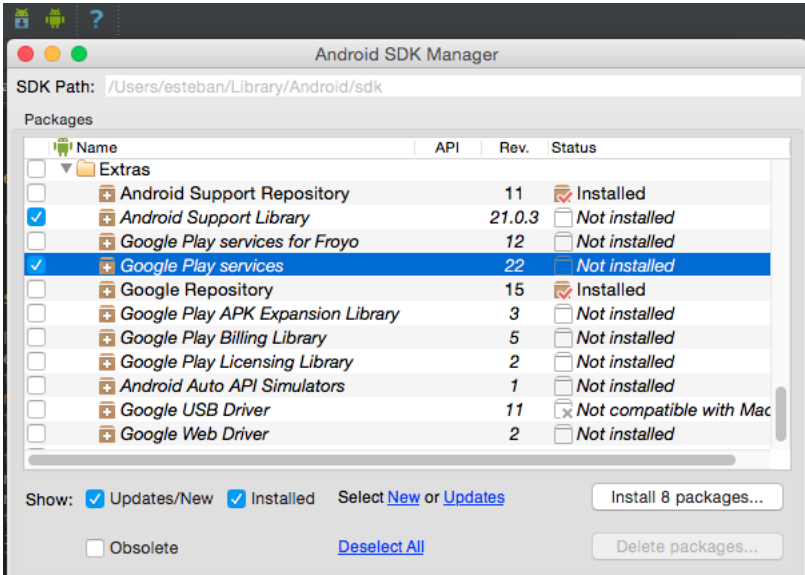 ?
Android SDK Manager
SDK Path: /Users/esteban/Library/Android/sdk
Packages
Name API Rev. Status
Extras
Android Support Repository 11 Installed
Android Support Library 21.0.3 Not installed
Google Play services for Froyo 12 Not installed
Google Play services 22 Not installed
Google Repository 15 Installed
Google Play APK Expansion Library 3 Not installed
Google Play Billing Library 5 Not installed
Google Play Licensing Library 2 Not installed
Android Auto API Simulators 1 Not installed
Google USB Driver 11 Not compatible with Mac
Google Web Driver 2 Not installed
Show: Updates/New Installed Select New or Updates Install 8 packages...
Obsolete Deselect All Delete packages...